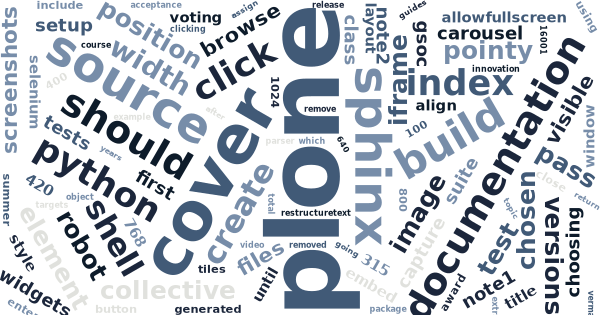 include
acceptance
assign
release
guides
using
setup
position
voting
clicking
browse
layout
note2
class
gsoc
allowfullscreen
carousel
16001
pointy
innovation
screenshots
selenium
course
source
width
click
400
1024
plone
iframe
index
align
visible
window
should
example
after
remove
sphinx
100
build
documentation
tests
years
python
cover
parser
which
640
pass
close
return
first
420
object
targets
create
total
800
image
suite
chosen
topic
summer
element
shell
768
robot
restructuretext
capture
test
versions
choosing
style
tiles
video
files
removed
going
315
embed
until
widgets
enter
button
collective
generated
package
award
note1
extr
title
verma